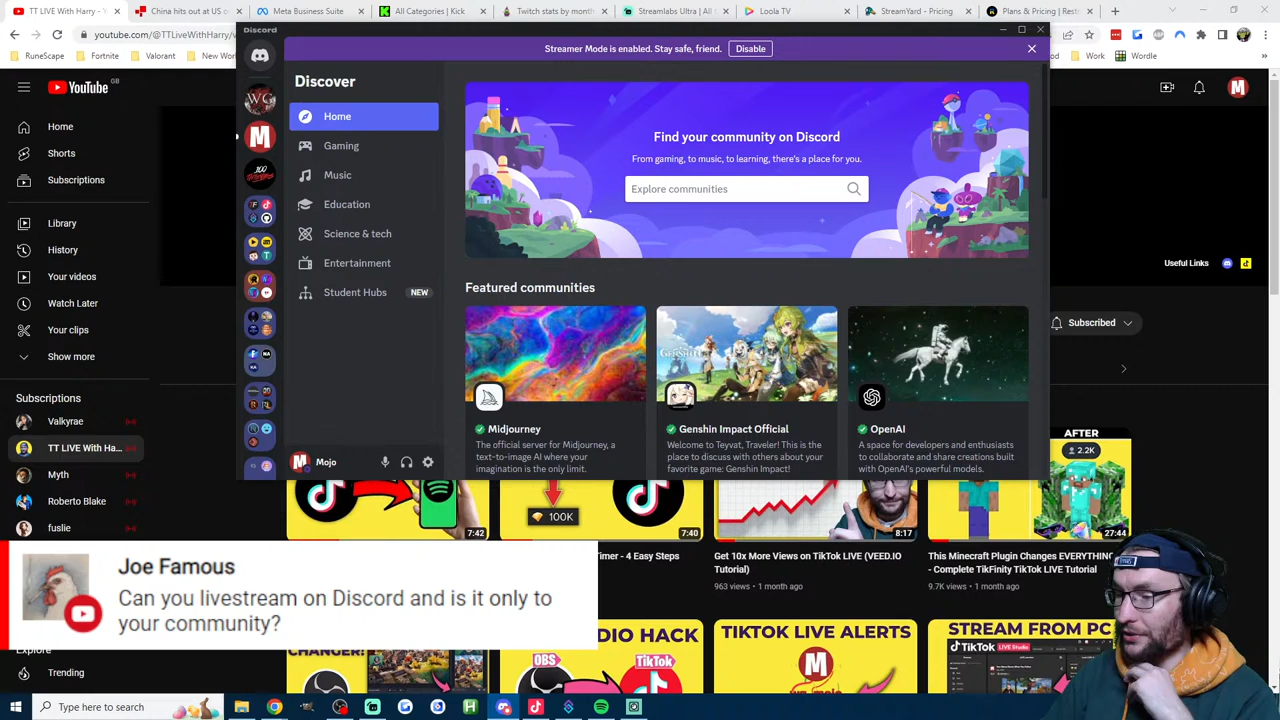 TT LIVE With Harry - Y
China hits out at US o
Meta Business Suite
All Categories | Kick
Twitch stats by month
Streamlabs Ultra | All
Loola TV
StreamYard - Pricing
Plans & Pricing | Rest
youtube.com/@TTLiveWithHarry/v
RuneScape
Fortnite
Valorant
Work
Wordle
Discord
Streamer Mode is enabled. Stay safe, friend.
Disable
YouTube GB
Home
Shorts
Subscriptions
Library
History
Your videos
Watch Later
Your clips
Show more
Subscriptions
Valkyrae
TT LIVE With Ha...
Myth
Roberto Blake
fuslie
Explore
Trending
Discover
Home
Gaming
Music
Education
Science & tech
Entertainment
Student Hubs NEW
Mojo
Find your community on Discord
From gaming, to music, to learning, there's a place for you.
Explore communities
Featured communities
Midjourney
The official server for Midjourney, a
text-to-image AI where your
imagination is the only limit.
Genshin Impact Official
Welcome to Teyvat, Traveler! This is the
place to discuss with others about your
favorite game: Genshin Impact!
OpenAI
A space for developers and enthusiasts
to collaborate and share creations built
with OpenAI's powerful models.
Useful Links
Subscribed
AFTER
2.2K
100K
7:42
7:40
8:17
27:44
Timer - 4 Easy Steps
Get 10x More Views on TikTok LIVE (VEED.IO
Tutorial)
963 views • 1 month ago
This Minecraft Plugin Changes EVERYTHING
- Complete TikFinity TikTok LIVE Tutorial
9.7K views • 1 month ago
Joe Famous
Can you livestream on Discord and is it only to
your community?
DIO HACK
OBS
TikTok
TIKTOK LIVE ALERTS
STREAM FROM PC
TikTok LIVE Studio
Type here to search